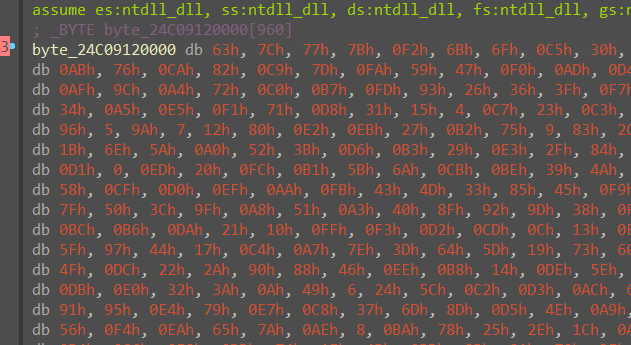 assume es:ntdll_dll, ss:ntdll_dll, ds:ntdll_dll, fs:ntdll_dll, gs:n
; _BYTE byte_24C09120000[960]
3
byte_24C09120000 db 63h, 7Ch, 77h, 7Bh, 0F2h, 6Bh, 6Fh, 0C5h, 30h,
db 0ABh, 76h, 0CAh, 82h, 0C9h, 7Dh, 0FAh, 59h, 47h, 0F0h, 0ADh, 0D4
db 0AFh, 9Ch, 0A4h, 72h, 0C0h, 0B7h, 0FDh, 93h, 26h, 36h, 3Fh, 0F7h
db 34h, 0A5h, 0E5h, 0F1h, 71h, 0D8h, 31h, 15h, 4, 0C7h, 23h, 0C3h,
db 96h, 5, 9Ah, 7, 12h, 80h, 0E2h, 0EBh, 27h, 0B2h, 75h, 9, 83h, 2C
db 1Bh, 6Eh, 5Ah, 0A0h, 52h, 3Bh, 0D6h, 0B3h, 29h, 0E3h, 2Fh, 84h,
db 0D1h, 0, 0EDh, 20h, 0FCh, 0B1h, 5Bh, 6Ah, 0CBh, 0BEh, 39h, 4Ah,
db 58h, 0CFh, 0D0h, 0EFh, 0AAh, 0FBh, 43h, 4Dh, 33h, 85h, 45h, 0F9h
db 7Fh, 50h, 3Ch, 9Fh, 0A8h, 51h, 0A3h, 40h, 8Fh, 92h, 9Dh, 38h, 0F
db 0BCh, 0B6h, 0DAh, 21h, 10h, 0FFh, 0F3h, 0D2h, 0CDh, 0Ch, 13h, 0E
db 5Fh, 97h, 44h, 17h, 0C4h, 0A7h, 7Eh, 3Dh, 64h, 5Dh, 19h, 73h, 60
db 4Fh, 0DCh, 22h, 2Ah, 90h, 88h, 46h, 0EEh, 0B8h, 14h, 0DEh, 5Eh,
db 0DBh, 0E0h, 32h, 3Ah, 0Ah, 49h, 6, 24h, 5Ch, 0C2h, 0D3h, 0ACh, 6
db 91h, 95h, 0E4h, 79h, 0E7h, 0C8h, 37h, 6Dh, 8Dh, 0D5h, 4Eh, 0A9h,
db 56h, 0F4h, 0EAh, 65h, 7Ah, 0AEh, 8, 0BAh, 78h, 25h, 2Eh, 1Ch, 0A